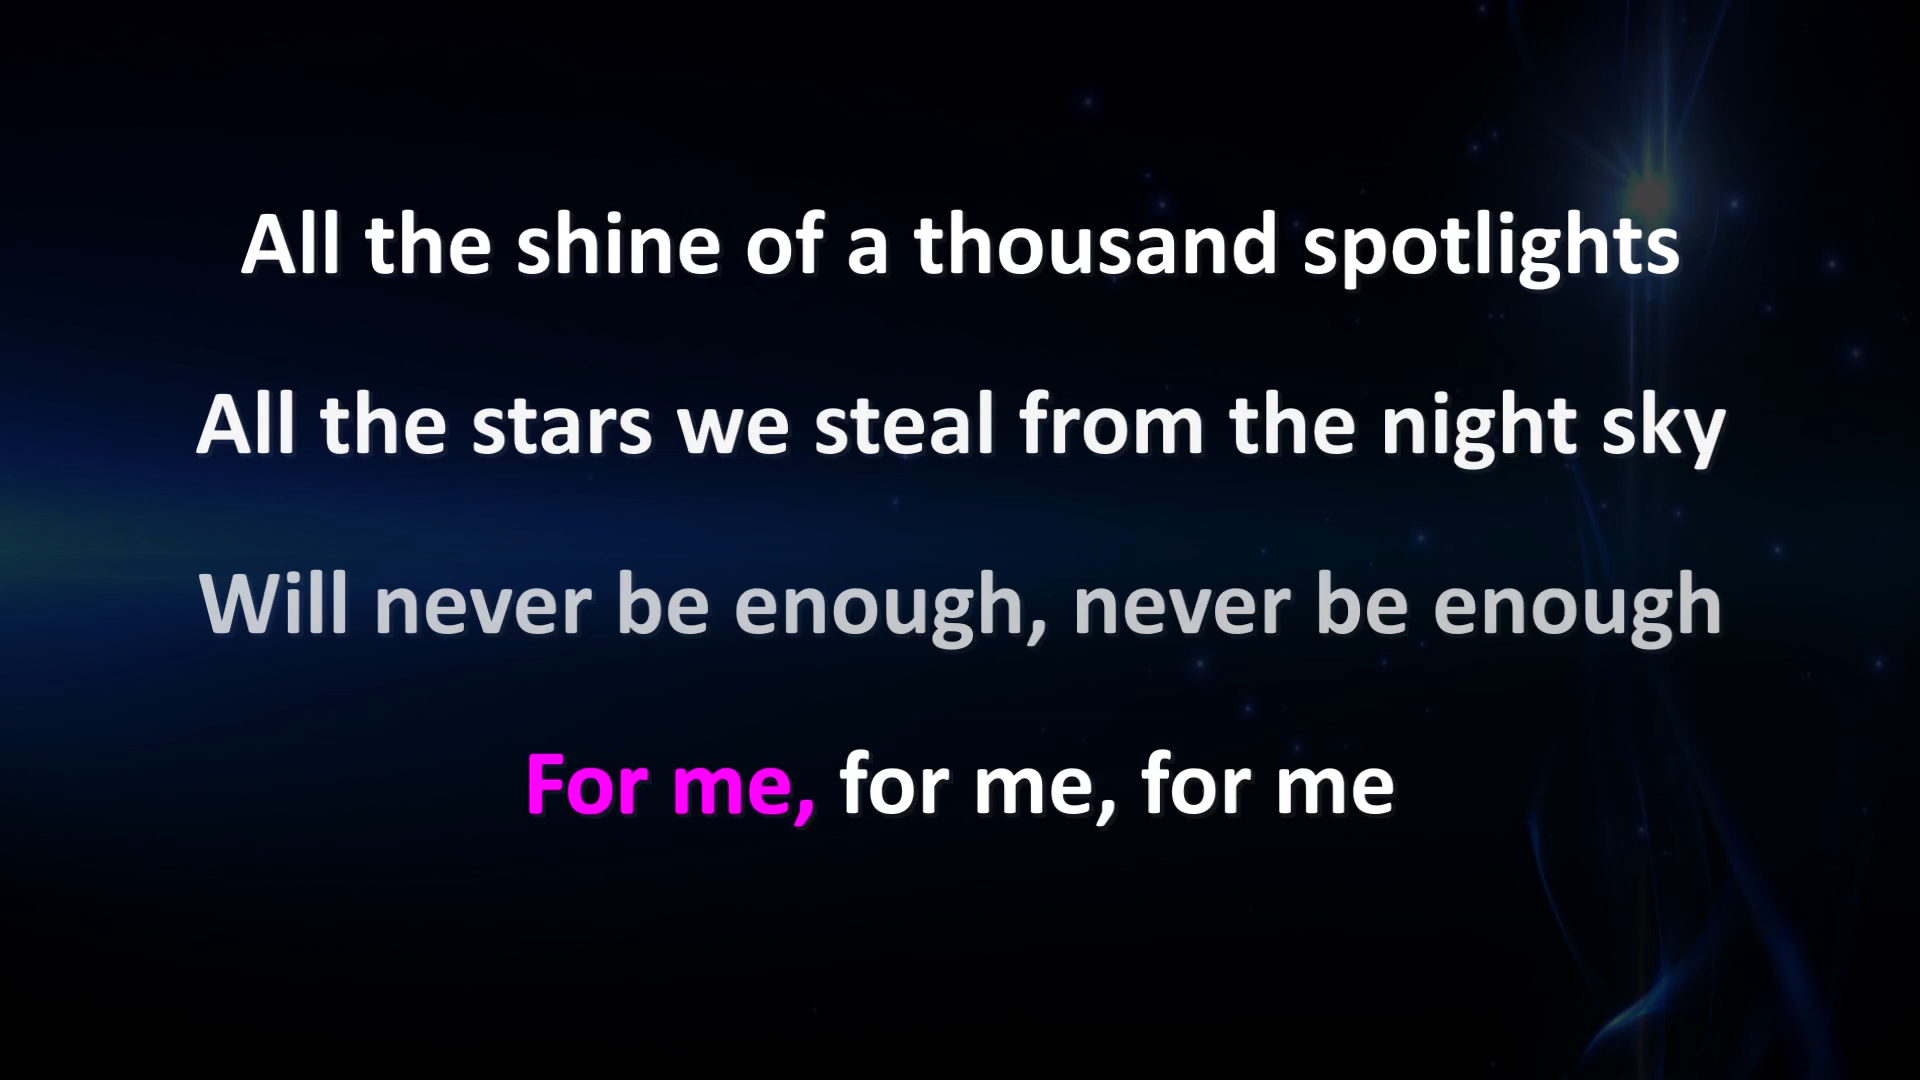 All the shine of a thousand spotlights
All the stars we steal from the night sky
Will never be enough, never be enough
For me, for me, for me